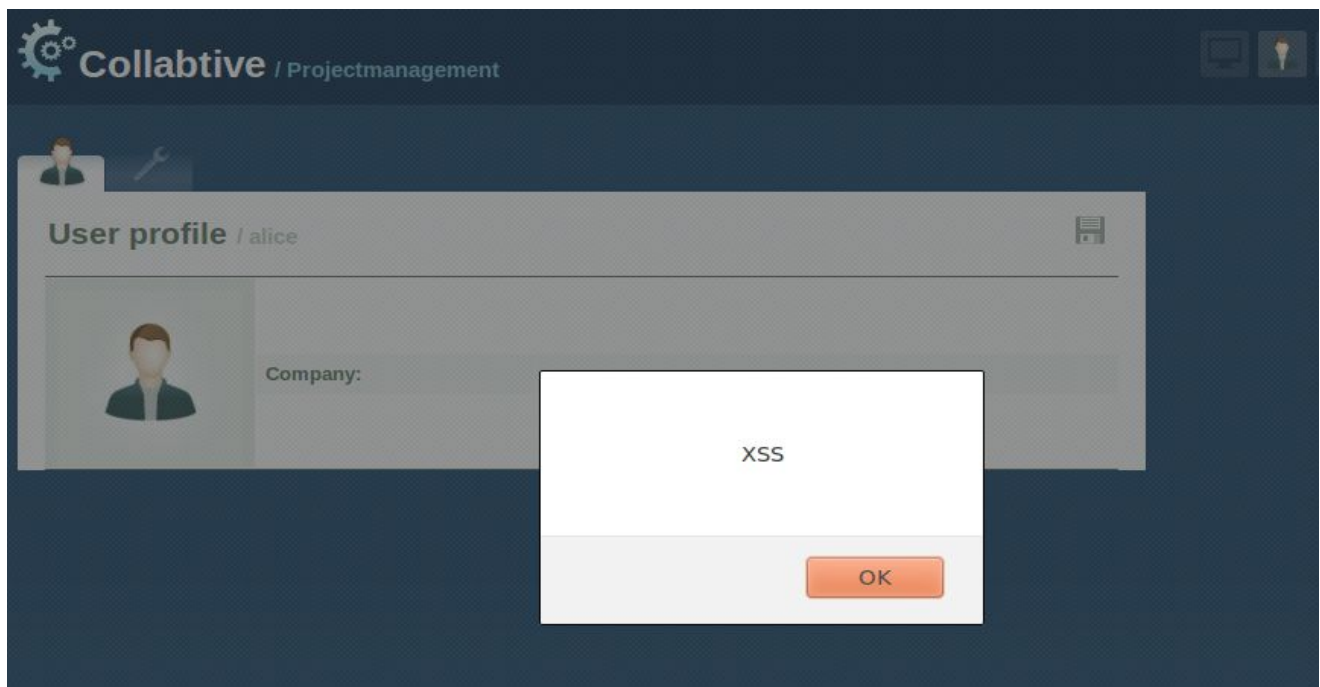 Collabtive / Projectmanagement
User profile / alice
Company:
XSS
OK